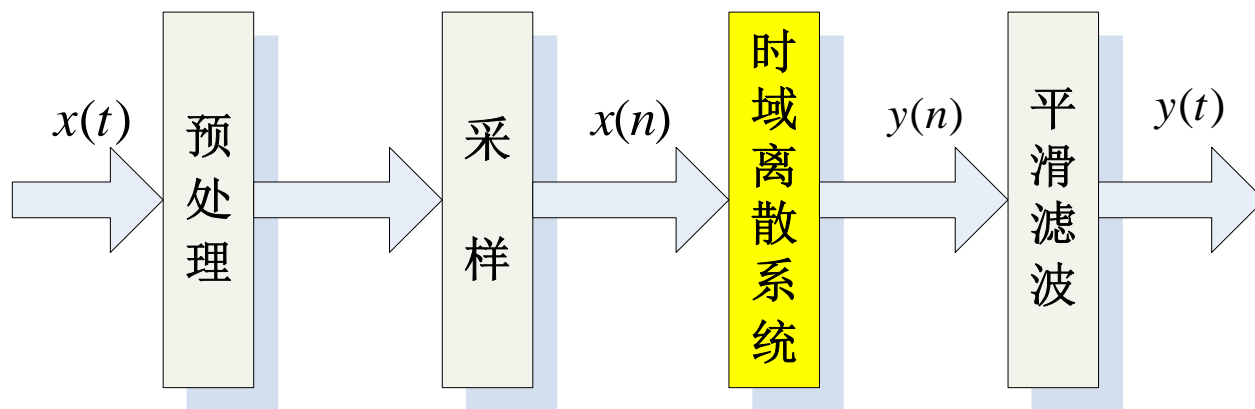 x(t)
预处理
采样
x(n)
时域离散系统
y(n)
平滑滤波
y(t)